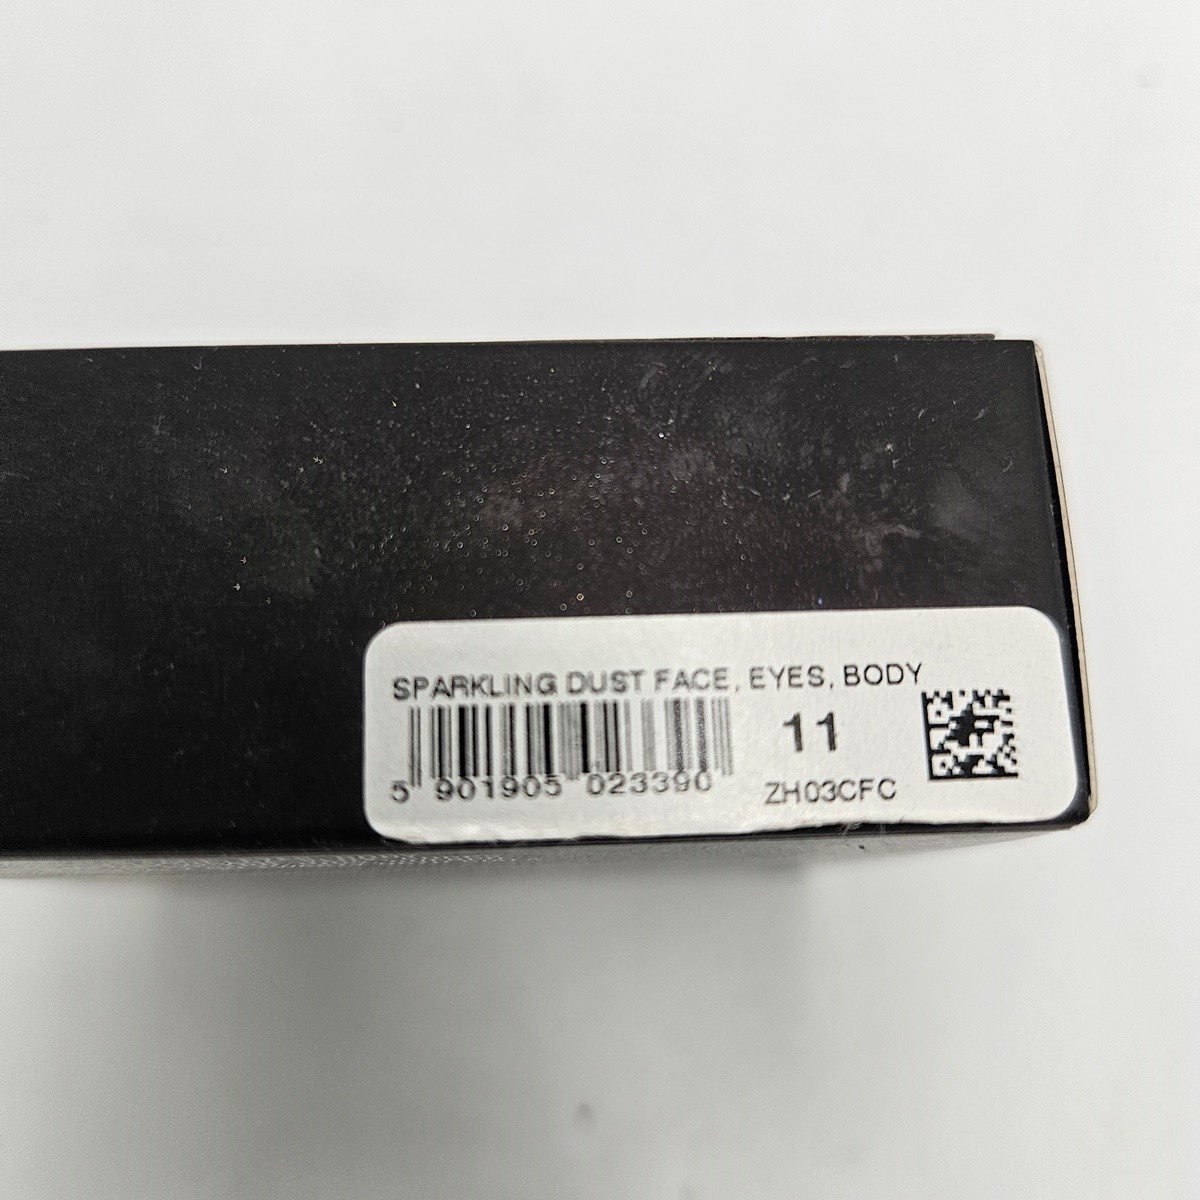 SPARKLING DUST FACE, EYES, BODY
11
5 901905 023390
ZH03CFC